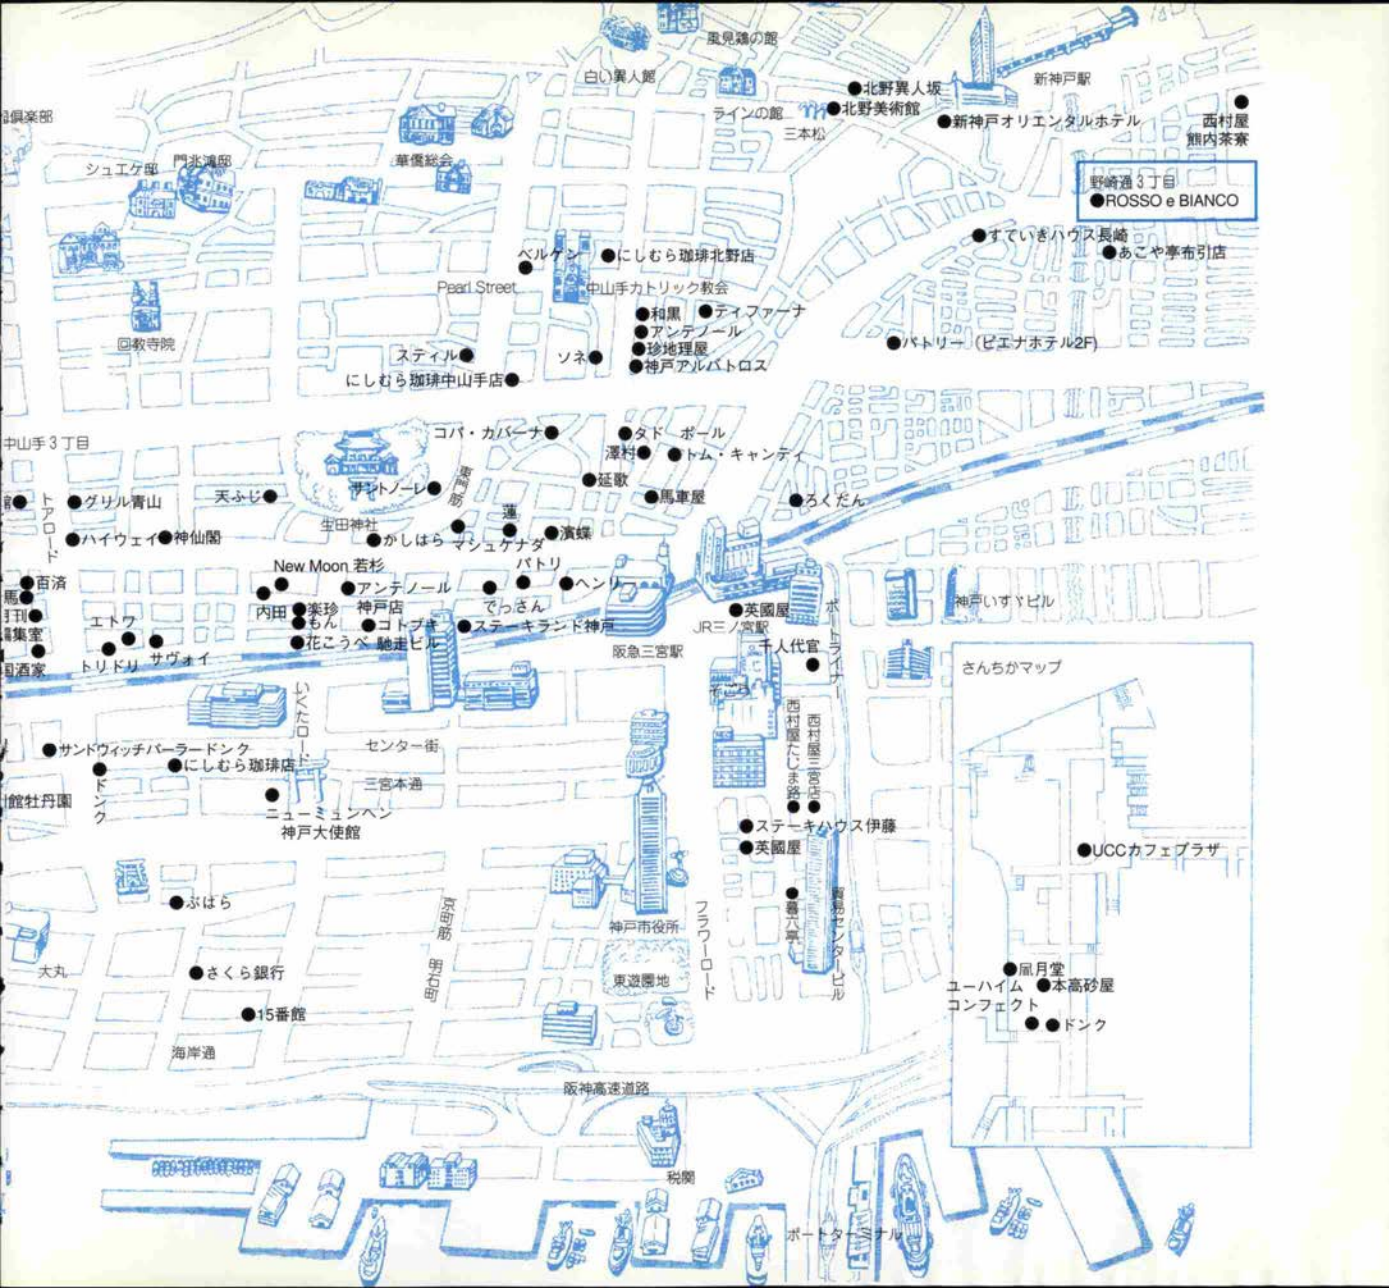 風見鶏の館
白い異人館
ラインの館
三本松
●北野異人坂
●北野美術館
新神戸駅
●新神戸オリエンタルホテル
西村屋
熊内茶寮
倶楽部
シュエケ邸
門兆鴻邸
華僑総会
野崎通3丁目
●ROSSO e BIANCO
●すていきハウス長崎
●あこや亭布引店
ベルゲン
●にしむら珈琲北野店
Pearl Street
中山手カトリック教会
●和黒
●ティファーナ
●アンテノール
●珍地理屋
●神戸アルバトロス
●パトリー(ピエナホテル2F)
回教寺院
スティル●
ソネ●
にしむら珈琲中山手店●
中山手3丁目
コパ・カバーナ●
●タド ポール
澤村●
●トム・キャンティ
東門筋
サントノーレ●
●延歌
●馬車屋
●ろくだん
館●
トアロード
●グリル青山
天ふじ●
生田神社
●ハイウェイ
●神仙閣
●かしはら
マシュケナダ
蓮
●濱蝶
New Moon 若杉
パトリ
●百済
馬●
月刊●
編集室
国酒家
内田
●楽珍
●もん
●花こうべ
●アンテノール
神戸店
●コトブキ
馳走ビル
でっさん
●ヘンリー
●ステーキランド神戸
エトワ
トリドリ
サヴォイ
阪急三宮駅
●英國屋
JR三ノ宮駅
千人代官
ポートライナー
神戸いすゞビル
さんちかマップ
そごう
いくたロード
センター街
三宮本通
●サンドウィッチパーラードンク
●にしむら珈琲店
ドンク
館牡丹園
ニューミュンヘン
神戸大使館
西村屋たじま路
西村屋三宮店
●ステーキハウス伊藤
●英國屋
●UCCカフェプラザ
●ぶはら
京町筋
明石町
神戸市役所
フラワーロード
暮六亭
貿易センタービル
大丸
●さくら銀行
東遊園地
●15番館
海岸通
●凮月堂
ユーハイム
コンフェクト
●本高砂屋
●ドンク
阪神高速道路
税関
ポートターミナル